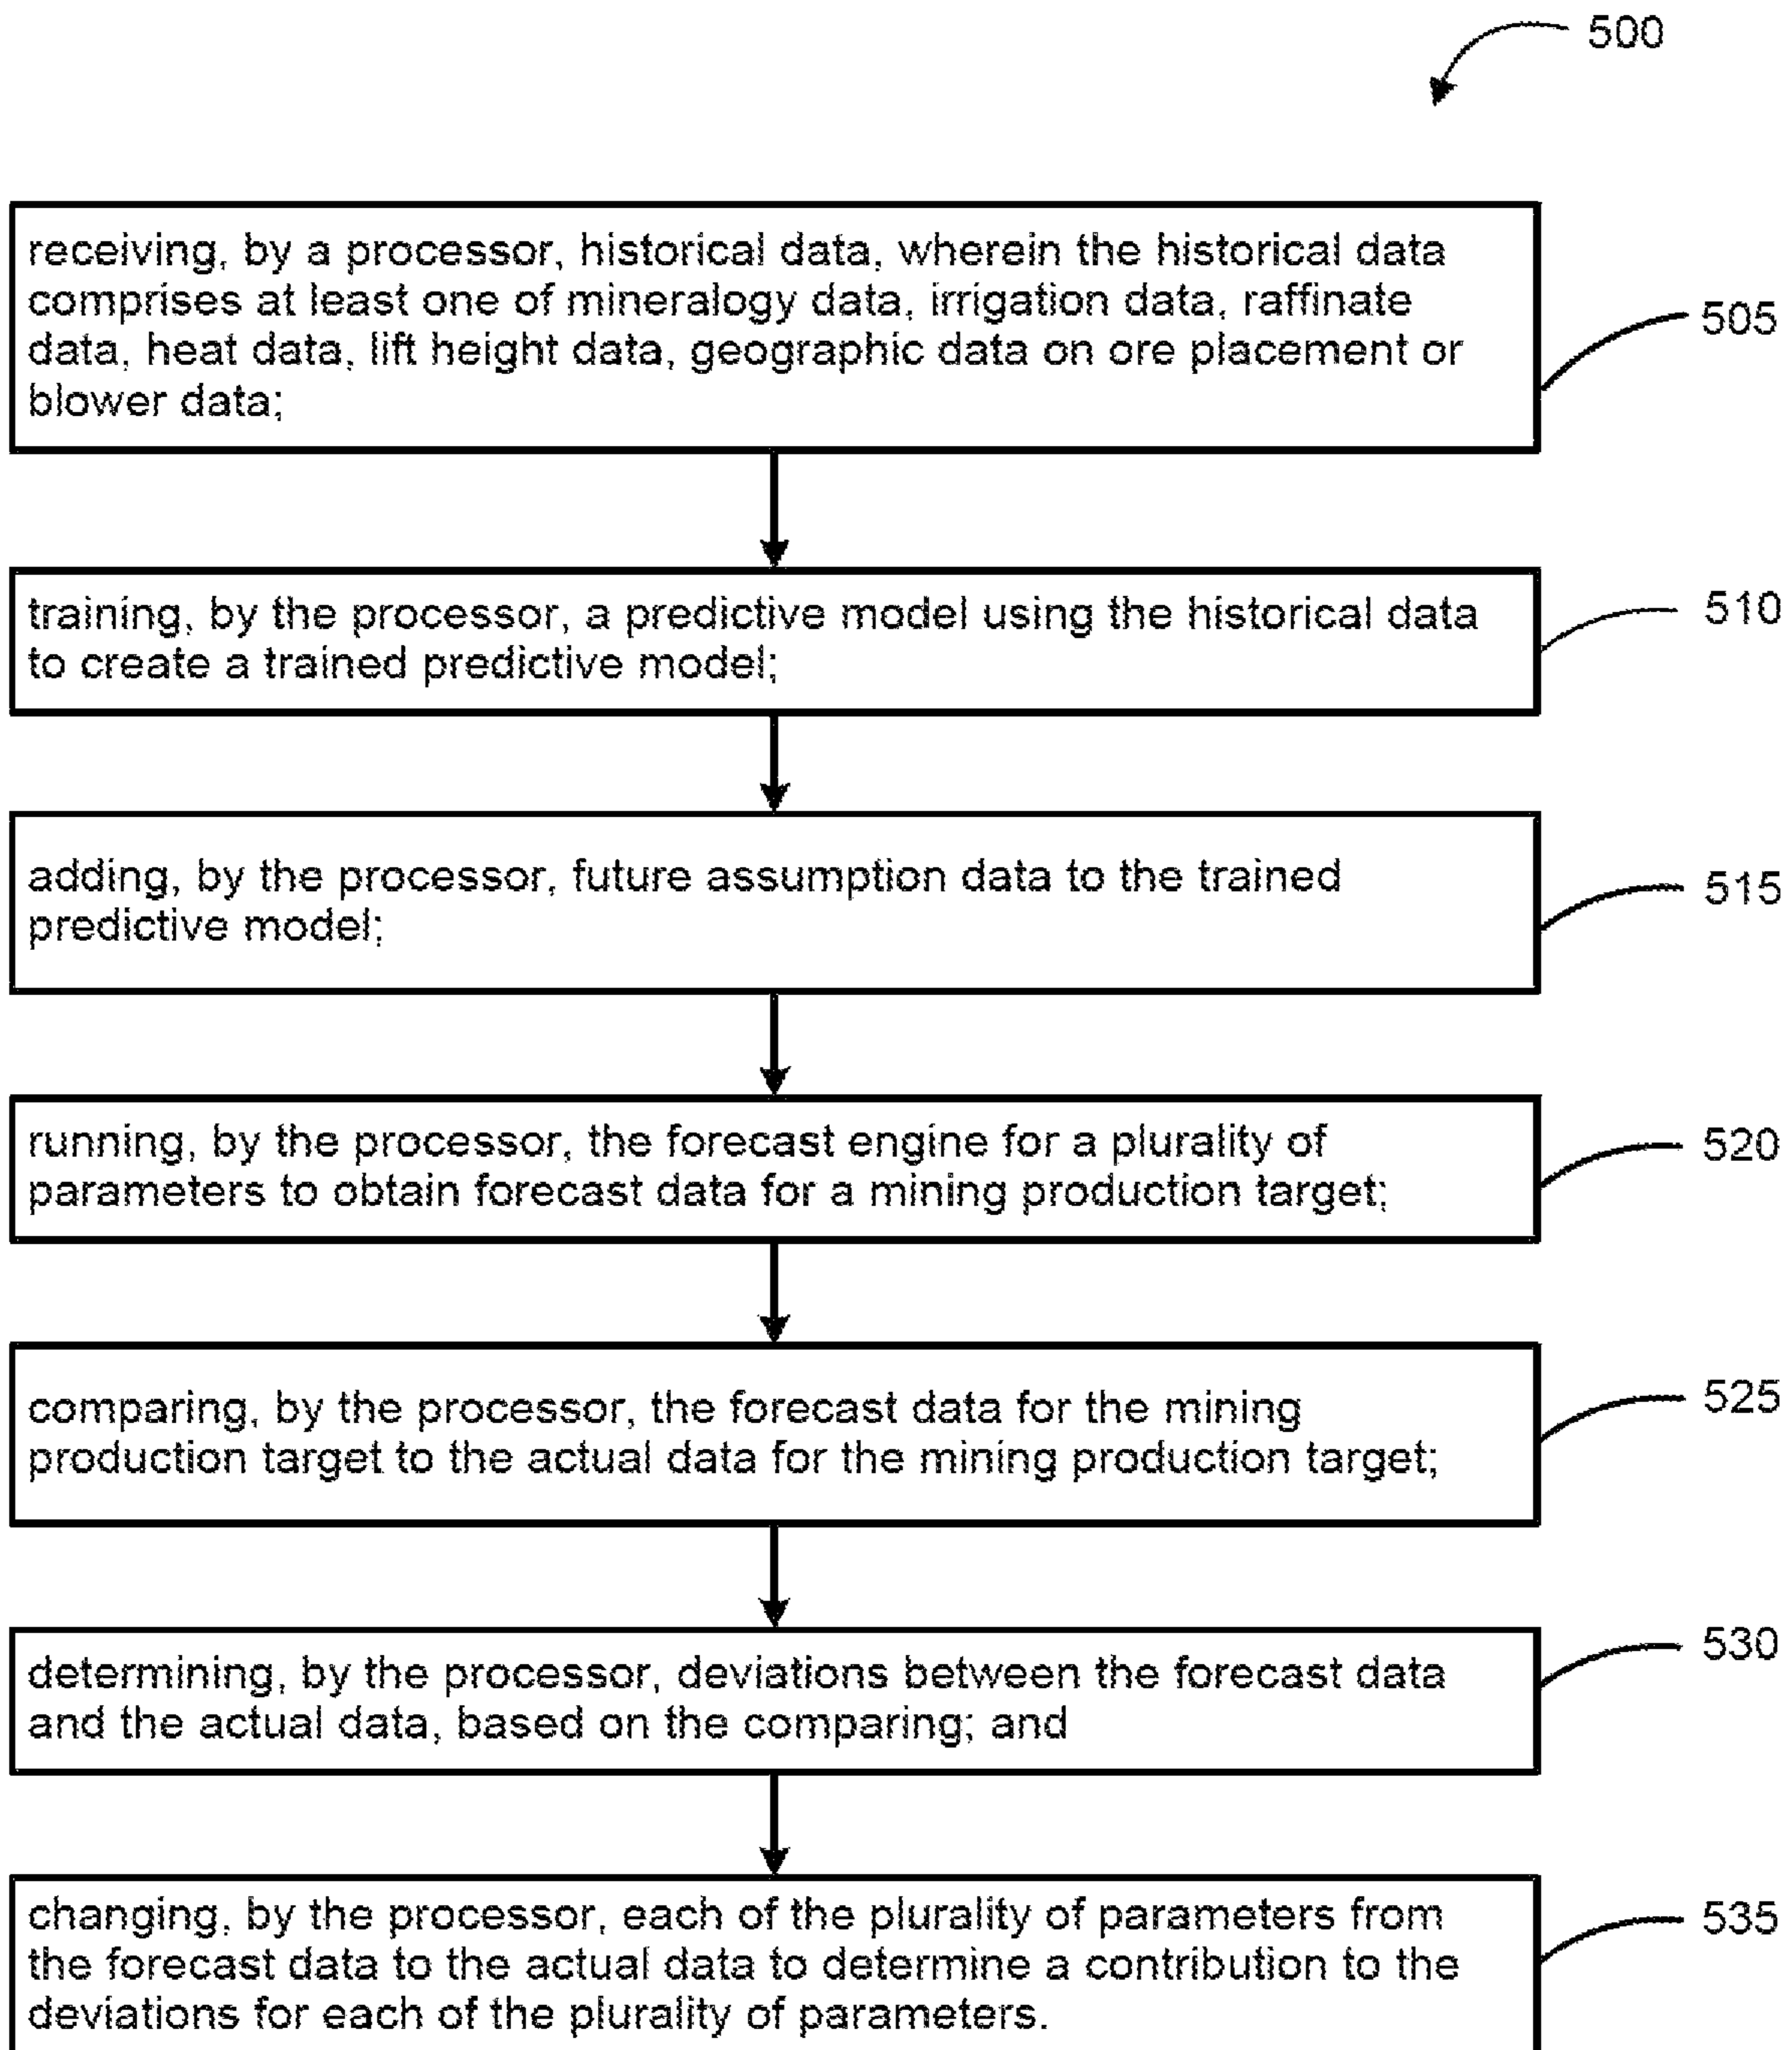 500
receiving, by a processor, historical data, wherein the historical data
comprises at least one of mineralogy data, irrigation data, raffinate
data, heat data, lift height data, geographic data on ore placement or
blower data;
505
training, by the processor, a predictive model using the historical data
to create a trained predictive model;
510
adding, by the processor, future assumption data to the trained
predictive model;
515
running, by the processor, the forecast engine for a plurality of
parameters to obtain forecast data for a mining production target;
520
comparing, by the processor, the forecast data for the mining
production target to the actual data for the mining production target;
525
determining, by the processor, deviations between the forecast data
and the actual data, based on the comparing; and
530
changing, by the processor, each of the plurality of parameters from
the forecast data to the actual data to determine a contribution to the
deviations for each of the plurality of parameters.
535